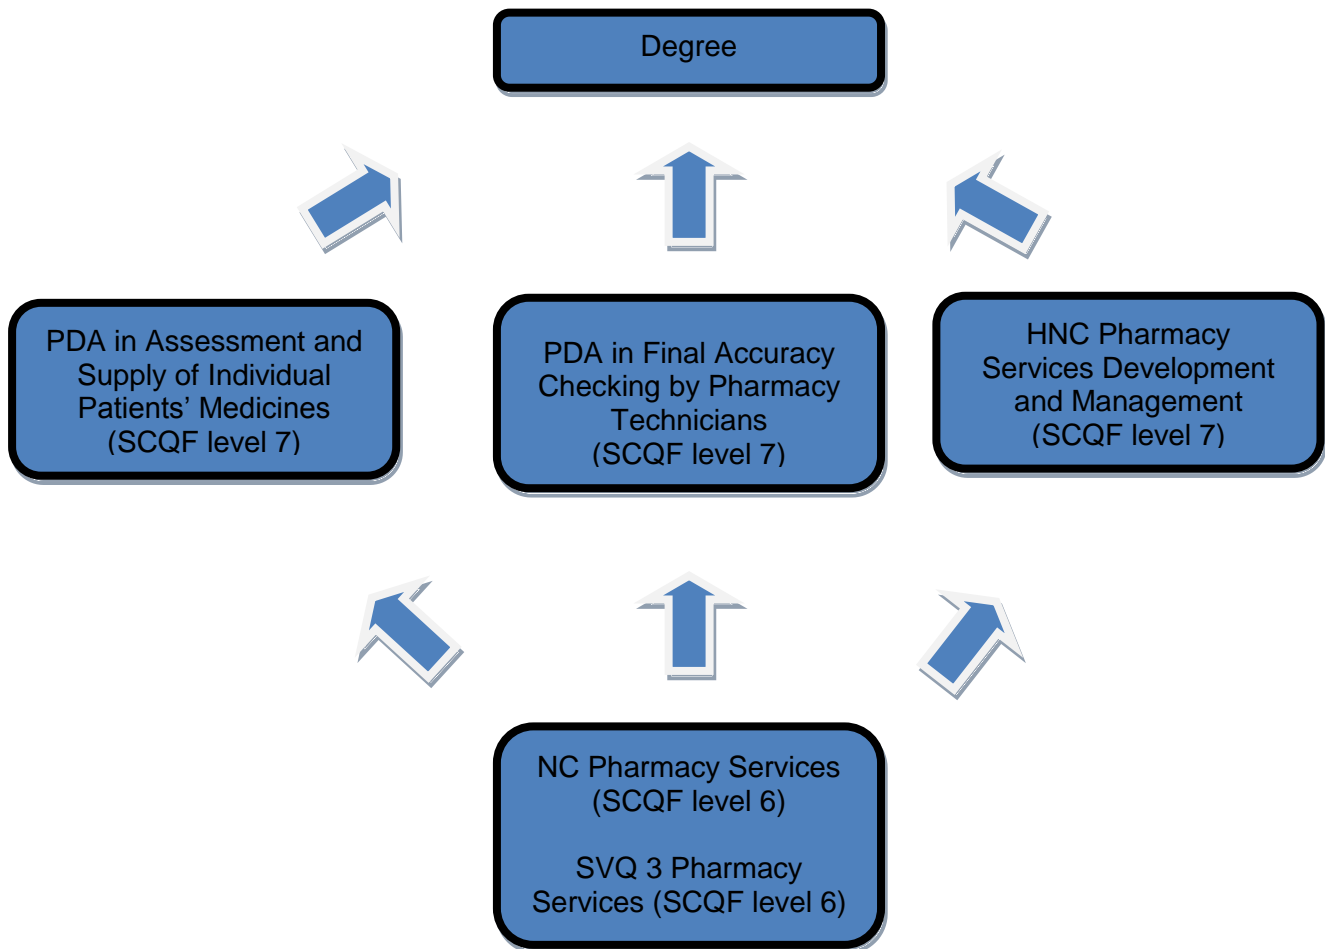 Degree
PDA in Assessment and
Supply of Individual
Patients’ Medicines
(SCQF level 7)
PDA in Final Accuracy
Checking by Pharmacy
Technicians
(SCQF level 7)
HNC Pharmacy
Services Development
and Management
(SCQF level 7)
NC Pharmacy Services
(SCQF level 6)
SVQ 3 Pharmacy
Services (SCQF level 6)